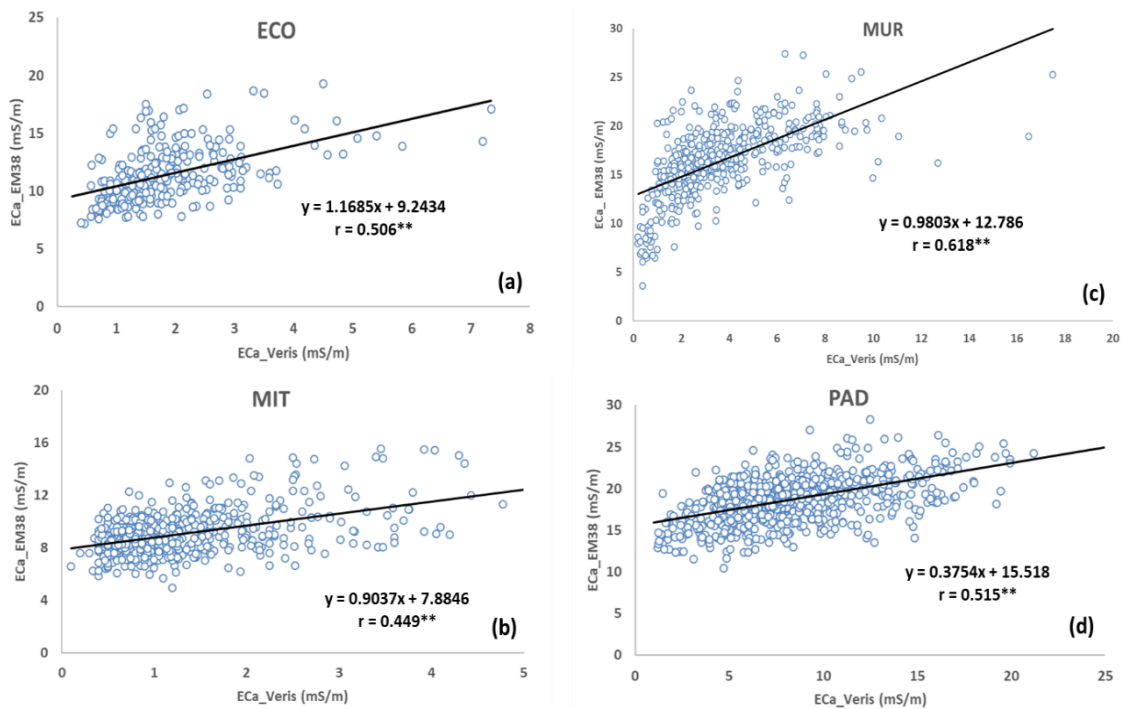 ECO
25
20
15
10
5
0
ECa_EM38 (mS/m)
y = 1.1685x + 9.2434
r = 0.506**
(a)
0 1 2 3 4 5 6 7 8
ECa_Veris (mS/m)
MUR
30
25
20
15
10
5
0
ECa_ EM38 (mS/m)
y = 0.9803x + 12.786
r = 0.618**
(c)
0 2 4 6 8 10 12 14 16 18 20
ECa_Veris (mS/m)
MIT
20
16
12
8
4
0
ECa_EM38 (mS/m)
y = 0.9037x + 7.8846
r = 0.449**
(b)
0 1 2 3 4 5
ECa_Veris (mS/m)
PAD
30
25
20
15
10
5
0
ECa_EM38 (mS/m)
y = 0.3754x + 15.518
r = 0.515**
(d)
0 5 10 15 20 25
ECa_Veris (mS/m)